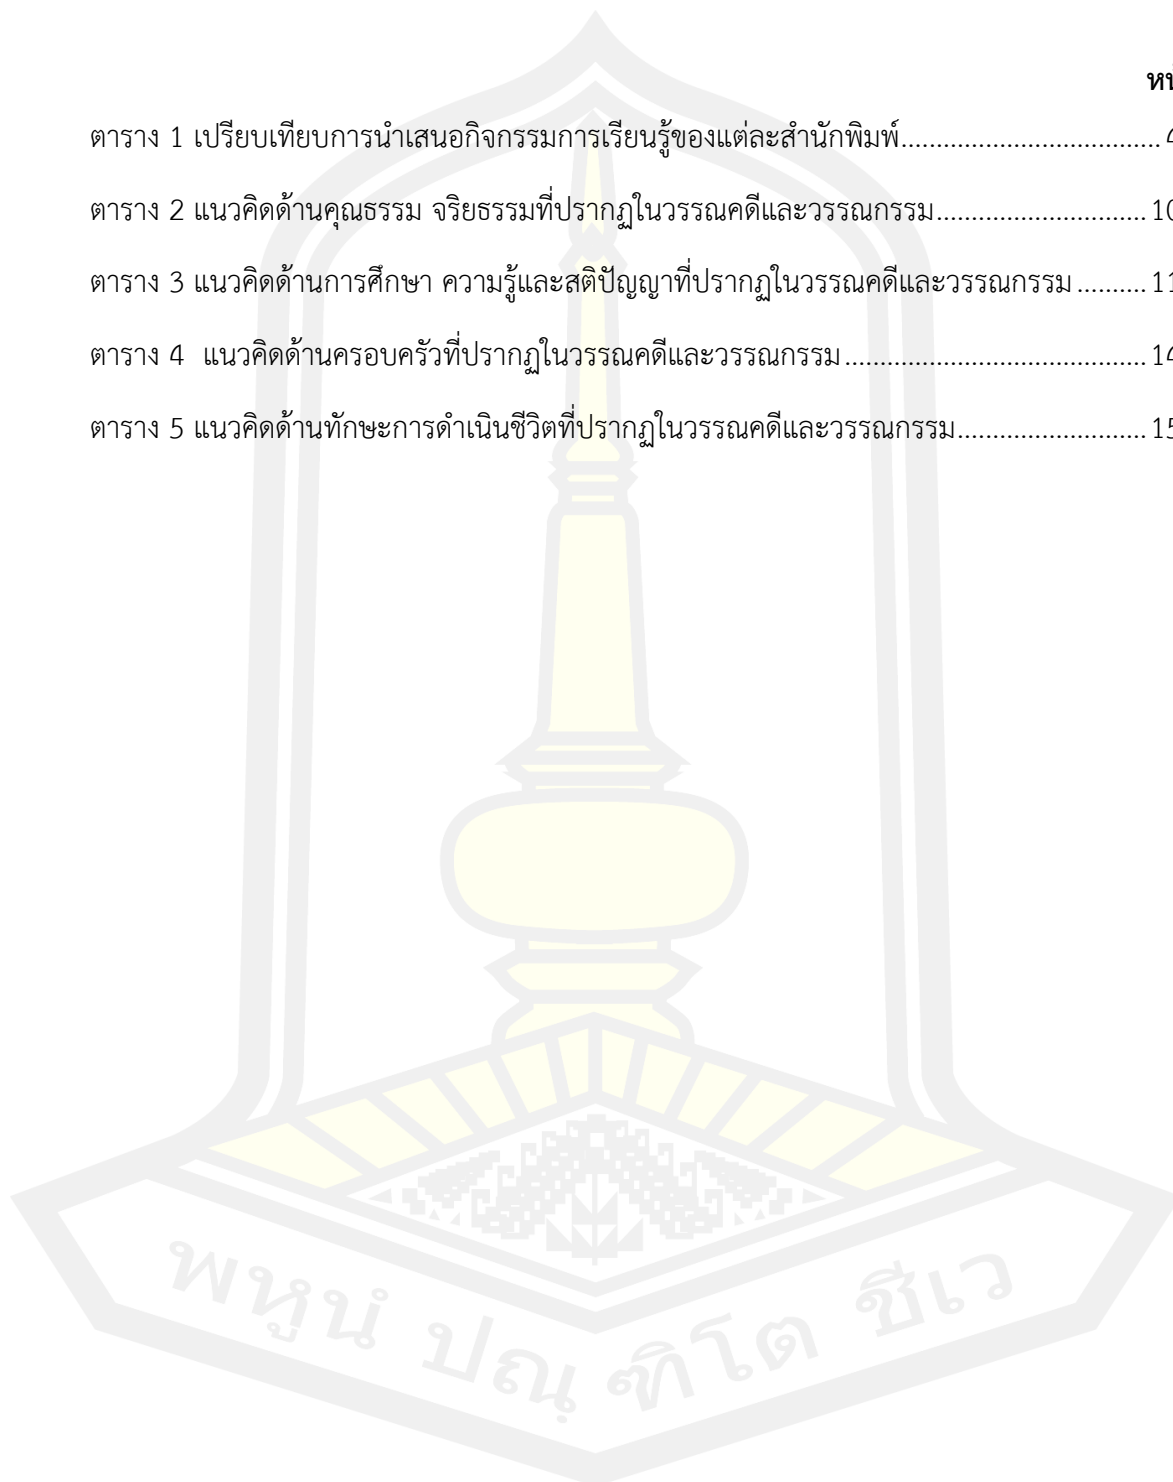 ตาราง 1 เปรียบเทียบการนำเสนอกิจกรรมการเรียนรู้ของแต่ละสำนักพิมพ์
ตาราง 2 แนวคิดด้านคุณธรรม จริยธรรมที่ปรากฏในวรรณคดีและวรรณกรรม
ตาราง 3 แนวคิดด้านการศึกษา ความรู้และสติปัญญาที่ปรากฏในวรรณคดีและวรรณกรรม
ตาราง 4 แนวคิดด้านครอบครัวที่ปรากฏในวรรณคดีและวรรณกรรม
ตาราง 5 แนวคิดด้านทักษะการดำเนินชีวิตที่ปรากฏในวรรณคดีและวรรณกรรม
พหูนํ ปณฺฑิโต ชีเว